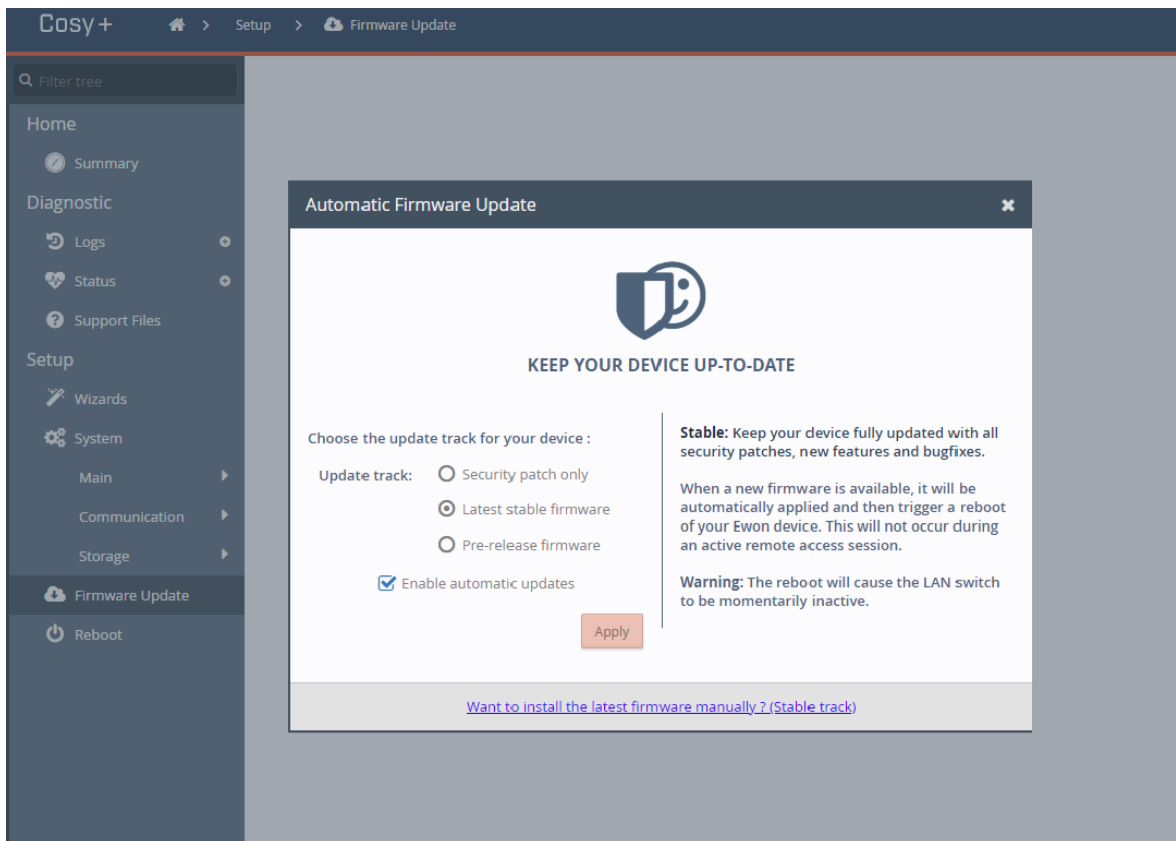 Cosy+
Setup
Firmware Update
Filter tree
Home
Summary
Diagnostic
Logs
Status
Support Files
Setup
Wizards
System
Main
Communication
Storage
Firmware Update
Reboot
Automatic Firmware Update
KEEP YOUR DEVICE UP-TO-DATE
Choose the update track for your device :
Update track:
Security patch only
Latest stable firmware
Pre-release firmware
Enable automatic updates
Apply
Stable: Keep your device fully updated with all
security patches, new features and bugfixes.
When a new firmware is available, it will be
automatically applied and then trigger a reboot
of your Ewon device. This will not occur during
an active remote access session.
Warning: The reboot will cause the LAN switch
to be momentarily inactive.
Want to install the latest firmware manually ? (Stable track)